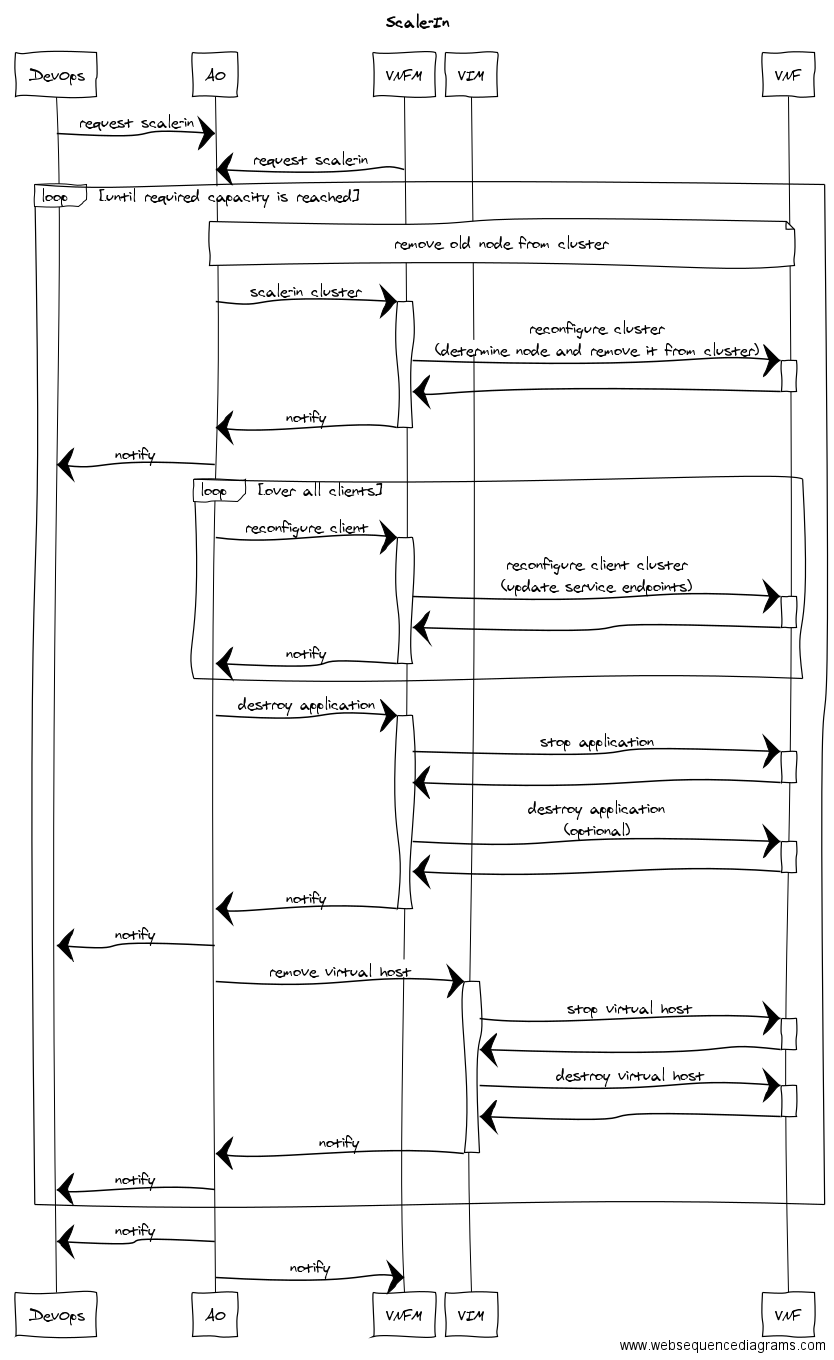 Scale-In
DevOps
AO
VNFM
VIM
VNF
request scale-in
request scale-in
loop
[until required capacity is reached]
remove old node from cluster
scale-in cluster
reconfigure cluster
(determine node and remove it from cluster)
notify
notify
loop
[over all clients]
reconfigure client
reconfigure client cluster
(update service endpoints)
notify
destroy application
stop application
destroy application
(optional)
notify
notify
remove virtual host
stop virtual host
destroy virtual host
notify
notify
notify
notify
DevOps
AO
VNFM
VIM
VNF
www.websequencediagrams.com